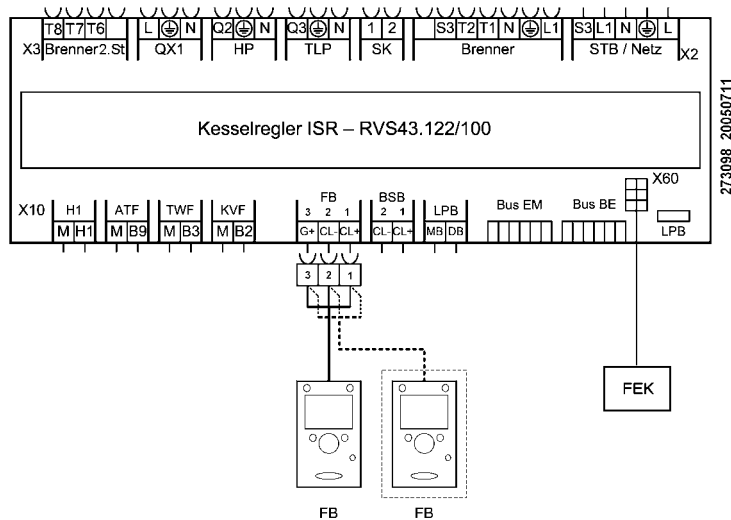 T8 T7 T6 L N Q2 N Q3 N 1 2 S3 T2 T1 N L1 S3 L1 N L
X3 Brenner2.St QX1 HP TLP SK Brenner STB / Netz X2
Kesselregler ISR – RVS43.122/100
273098 20050711
X60
X10 H1 ATF TWF KVF FB BSB LPB Bus EM Bus BE
3 2 1 2 1
M H1 M B9 M B3 M B2 G+ CL- CL+ CL- CL+ MB DB LPB
3 2 1
FEK
FB FB